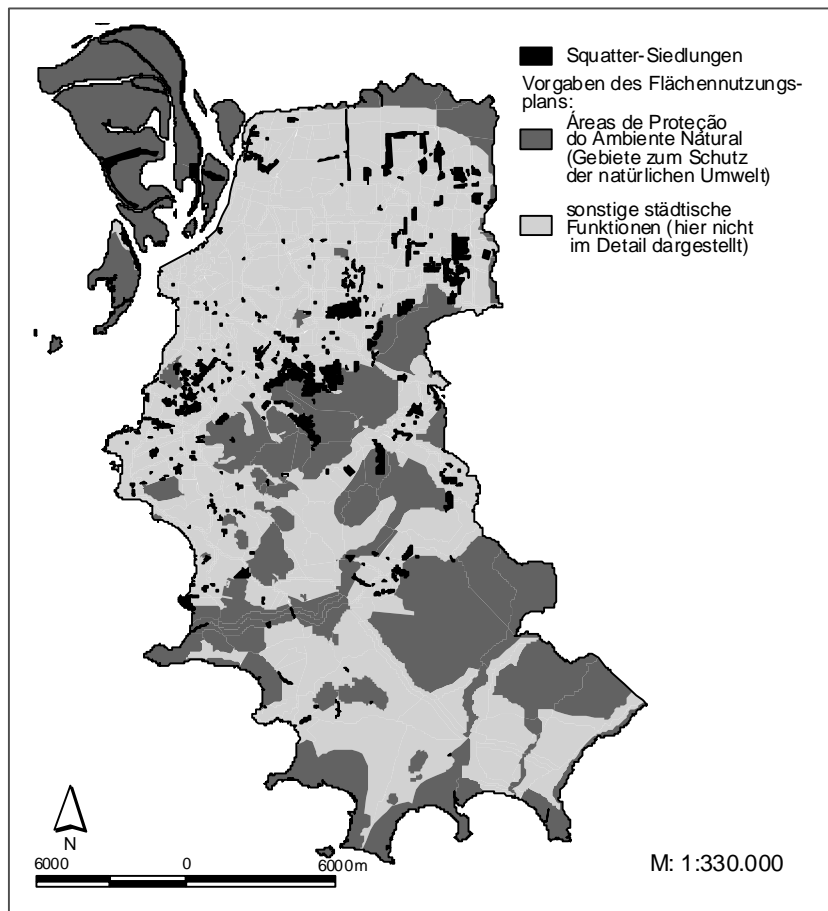 Squatter-Siedlungen
Vorgaben des Flächennutzungs-
plans:
Áreas de Proteção
do Ambiente Natural
(Gebiete zum Schutz
der natürlichen Umwelt)
sonstige städtische
Funktionen (hier nicht
im Detail dargestellt)
N
6000 0 6000m
M: 1:330.000